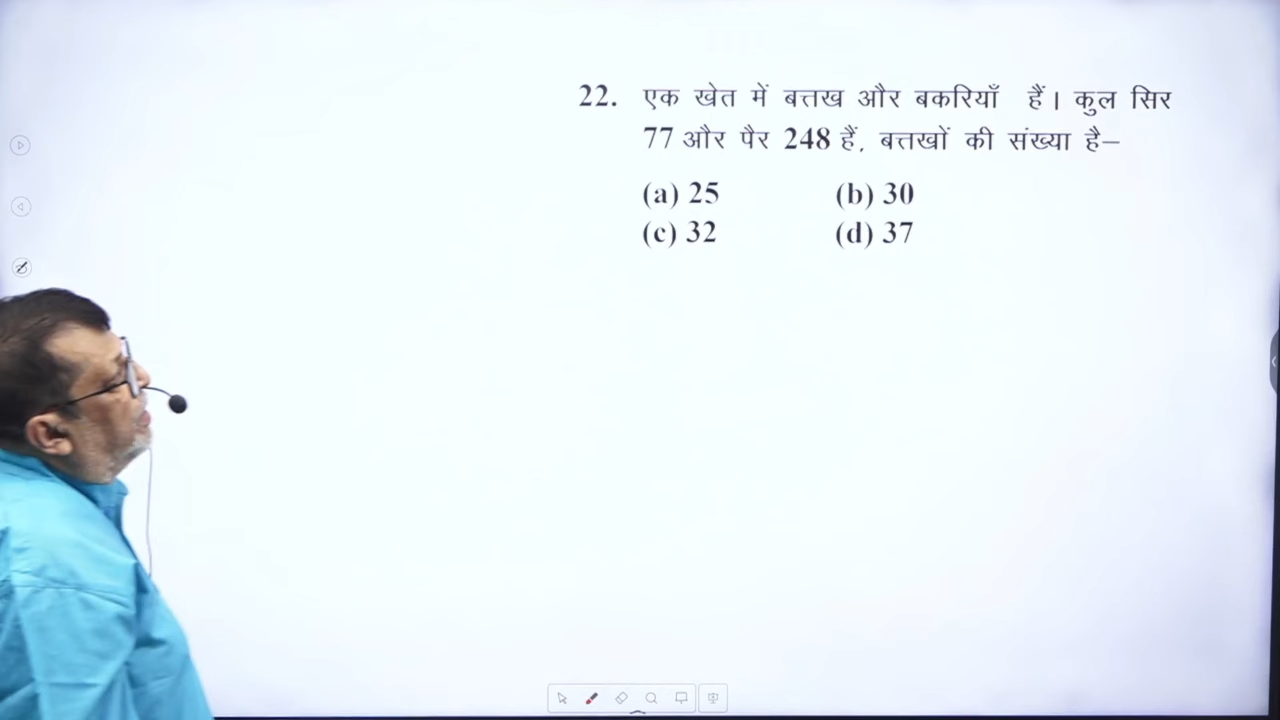 22. एक खेत में बत्तख और बकरियाँ हैं। कुल सिर
77 और पैर 248 हैं, बत्तखों की संख्या है–
(a) 25 (b) 30
(c) 32 (d) 37